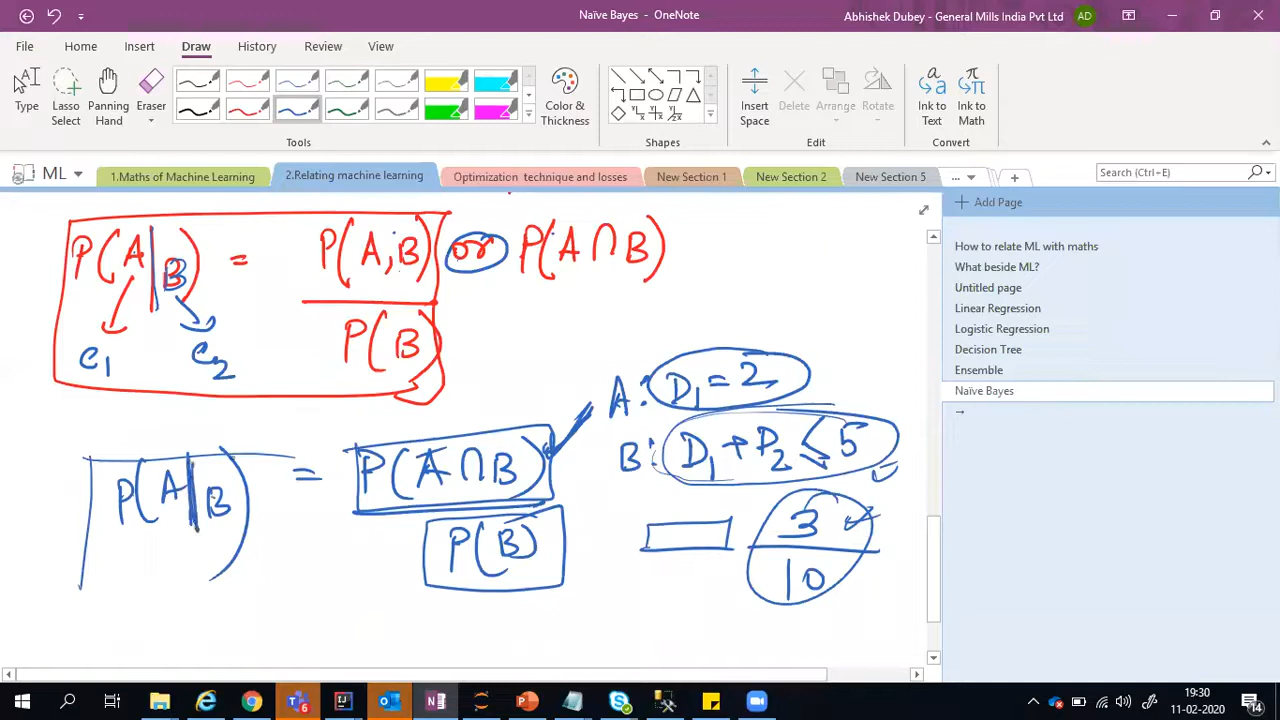 Naïve Bayes - OneNote
Abhishek Dubey - General Mills India Pvt Ltd AD
File Home Insert Draw History Review View
Type Lasso Select Panning Hand Eraser
Color & Thickness
Insert Space Delete Arrange Rotate
Ink to Text Ink to Math
Tools Shapes Edit Convert
ML 1.Maths of Machine Learning 2.Relating machine learning Optimization technique and losses New Section 1 New Section 2 New Section 5 ... + Search (Ctrl+E)
+ Add Page
How to relate ML with maths
What beside ML?
Untitled page
Linear Regression
Logistic Regression
Decision Tree
Ensemble
Naïve Bayes
→
P(A|B) = P(A,B) or P(A∩B)
P(B)
e1 e2
A: D1 = 2
B: D1 + D2 ≤ 5
P(A|B) = P(A∩B)
P(B)
3
10
19:30
11-02-2020
14